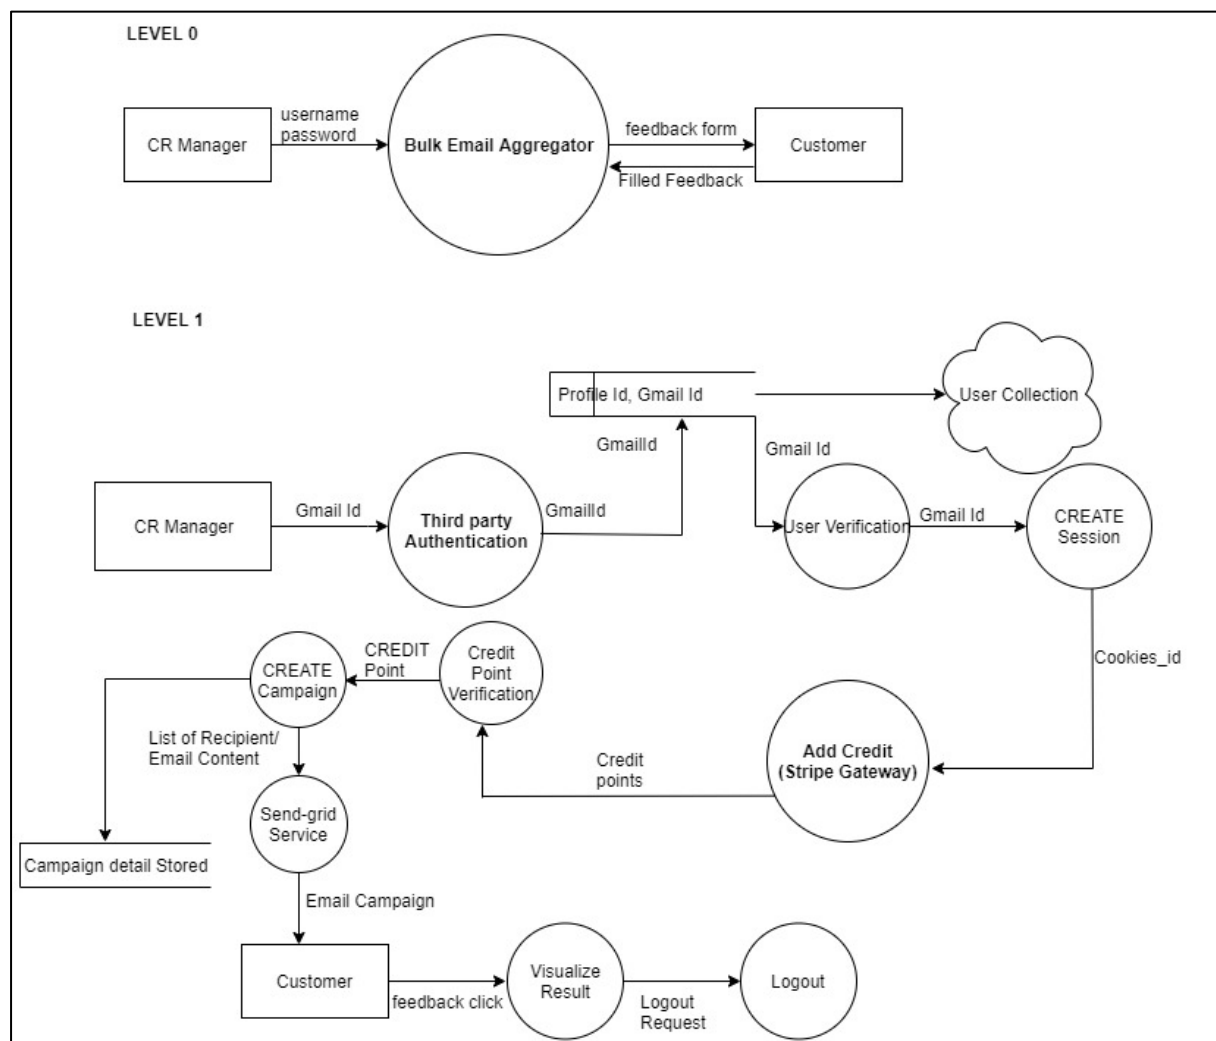 LEVEL 0
CR Manager
username
password
Bulk Email Aggregator
feedback form
Filled Feedback
Customer
LEVEL 1
Profile Id, Gmail Id
User Collection
GmailId
Gmail Id
CR Manager
Gmail Id
Third party
Authentication
GmailId
User Verification
Gmail Id
CREATE
Session
Cookies_id
CREATE
Campaign
CREDIT
Point
Credit
Point
Verification
List of Recipient/
Email Content
Credit
points
Add Credit
(Stripe Gateway)
Send-grid
Service
Campaign detail Stored
Email Campaign
Customer
feedback click
Visualize
Result
Logout
Request
Logout